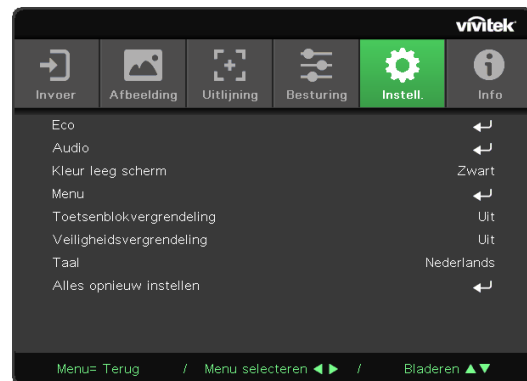 vivitek
Invoer Afbeelding Uitlijning Besturing Instell. Info
Eco
Audio
Kleur leeg scherm Zwart
Menu
Toetsenblokvergrendeling Uit
Veiligheidsvergrendeling Uit
Taal Nederlands
Alles opnieuw instellen
Menu= Terug / Menu selecteren ◀ ▶ / Bladeren ▲▼